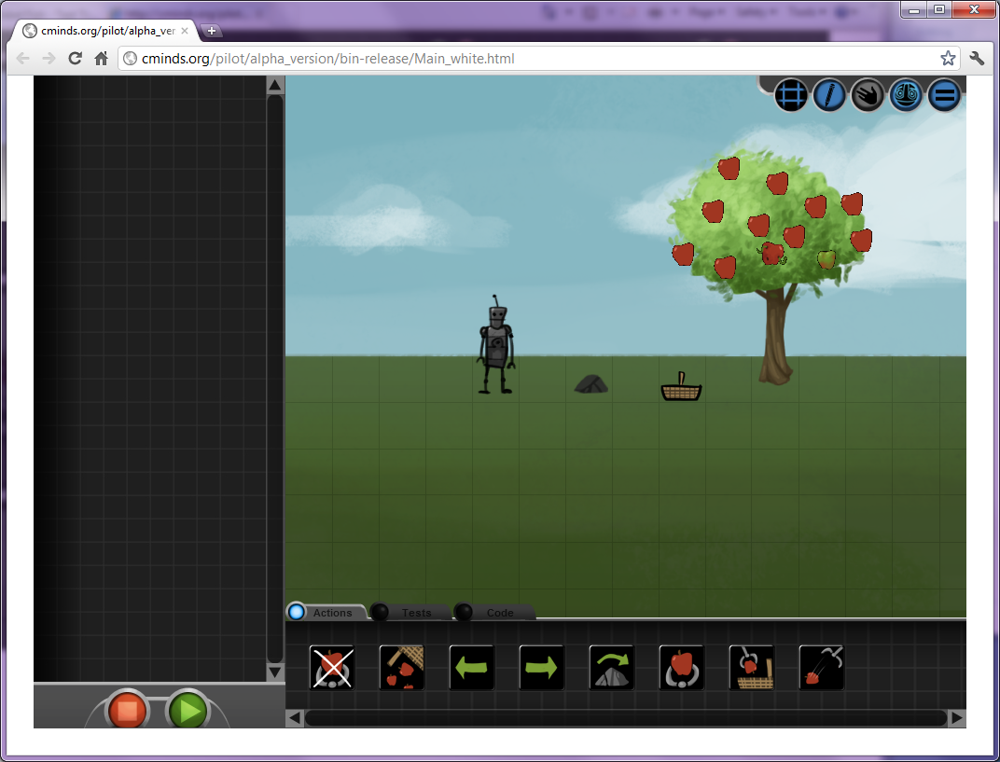 cminds.org/pilot/alpha_ver
cminds.org/pilot/alpha_version/bin-release/Main_white.html
Actions
Tests
Code